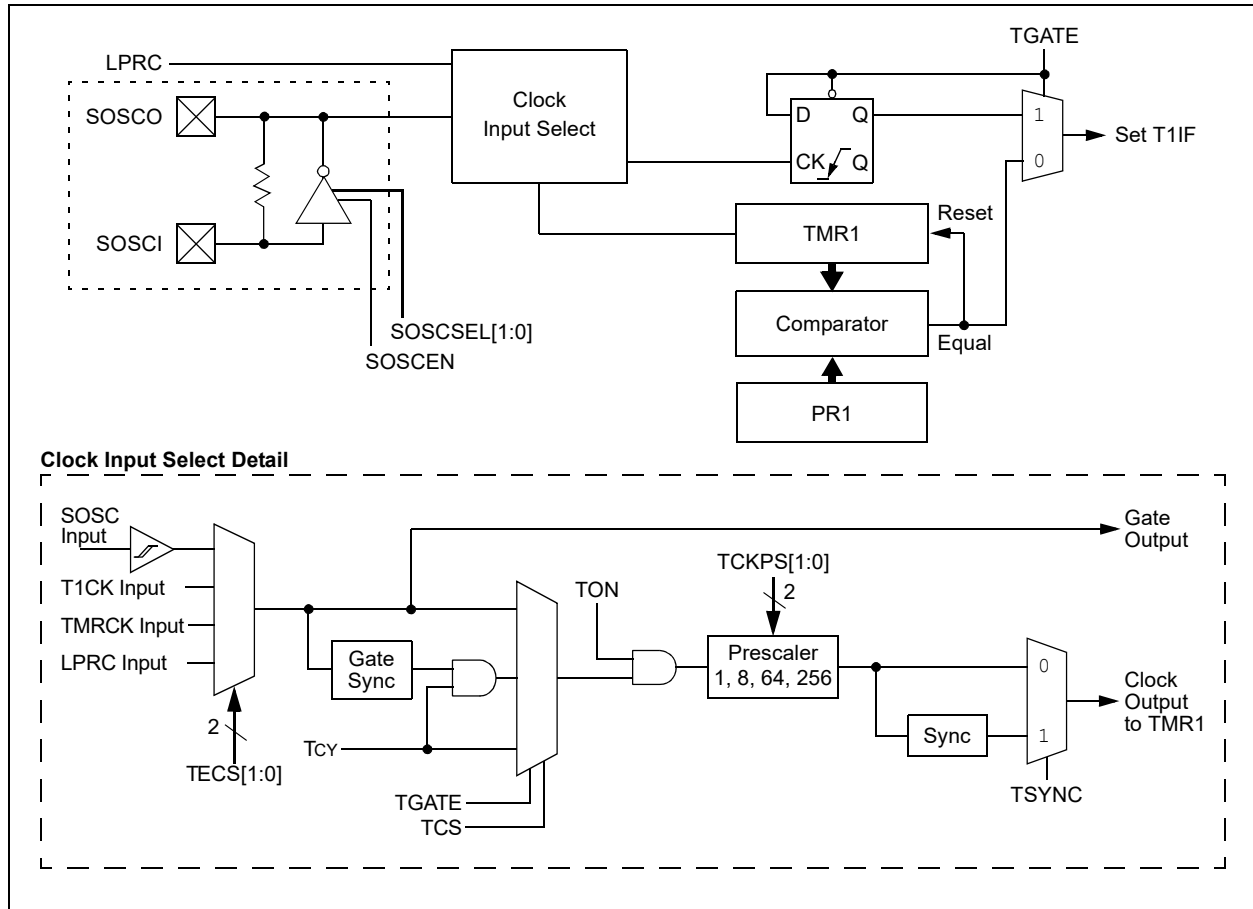 TGATE
LPRC
SOSCO
Clock
Input Select
D
Q
1
Set T1IF
CK
Q
0
SOSCI
TMR1
Reset
Comparator
Equal
SOSCSEL[1:0]
SOSCEN
PR1
Clock Input Select Detail
SOSC
Input
Gate
Output
T1CK Input
TCKPS[1:0]
TON
2
TMRCK Input
LPRC Input
Gate
Sync
Prescaler
1, 8, 64, 256
0
Clock
Output
to TMR1
2
Sync
1
TCY
TECS[1:0]
TGATE
TCS
TSYNC